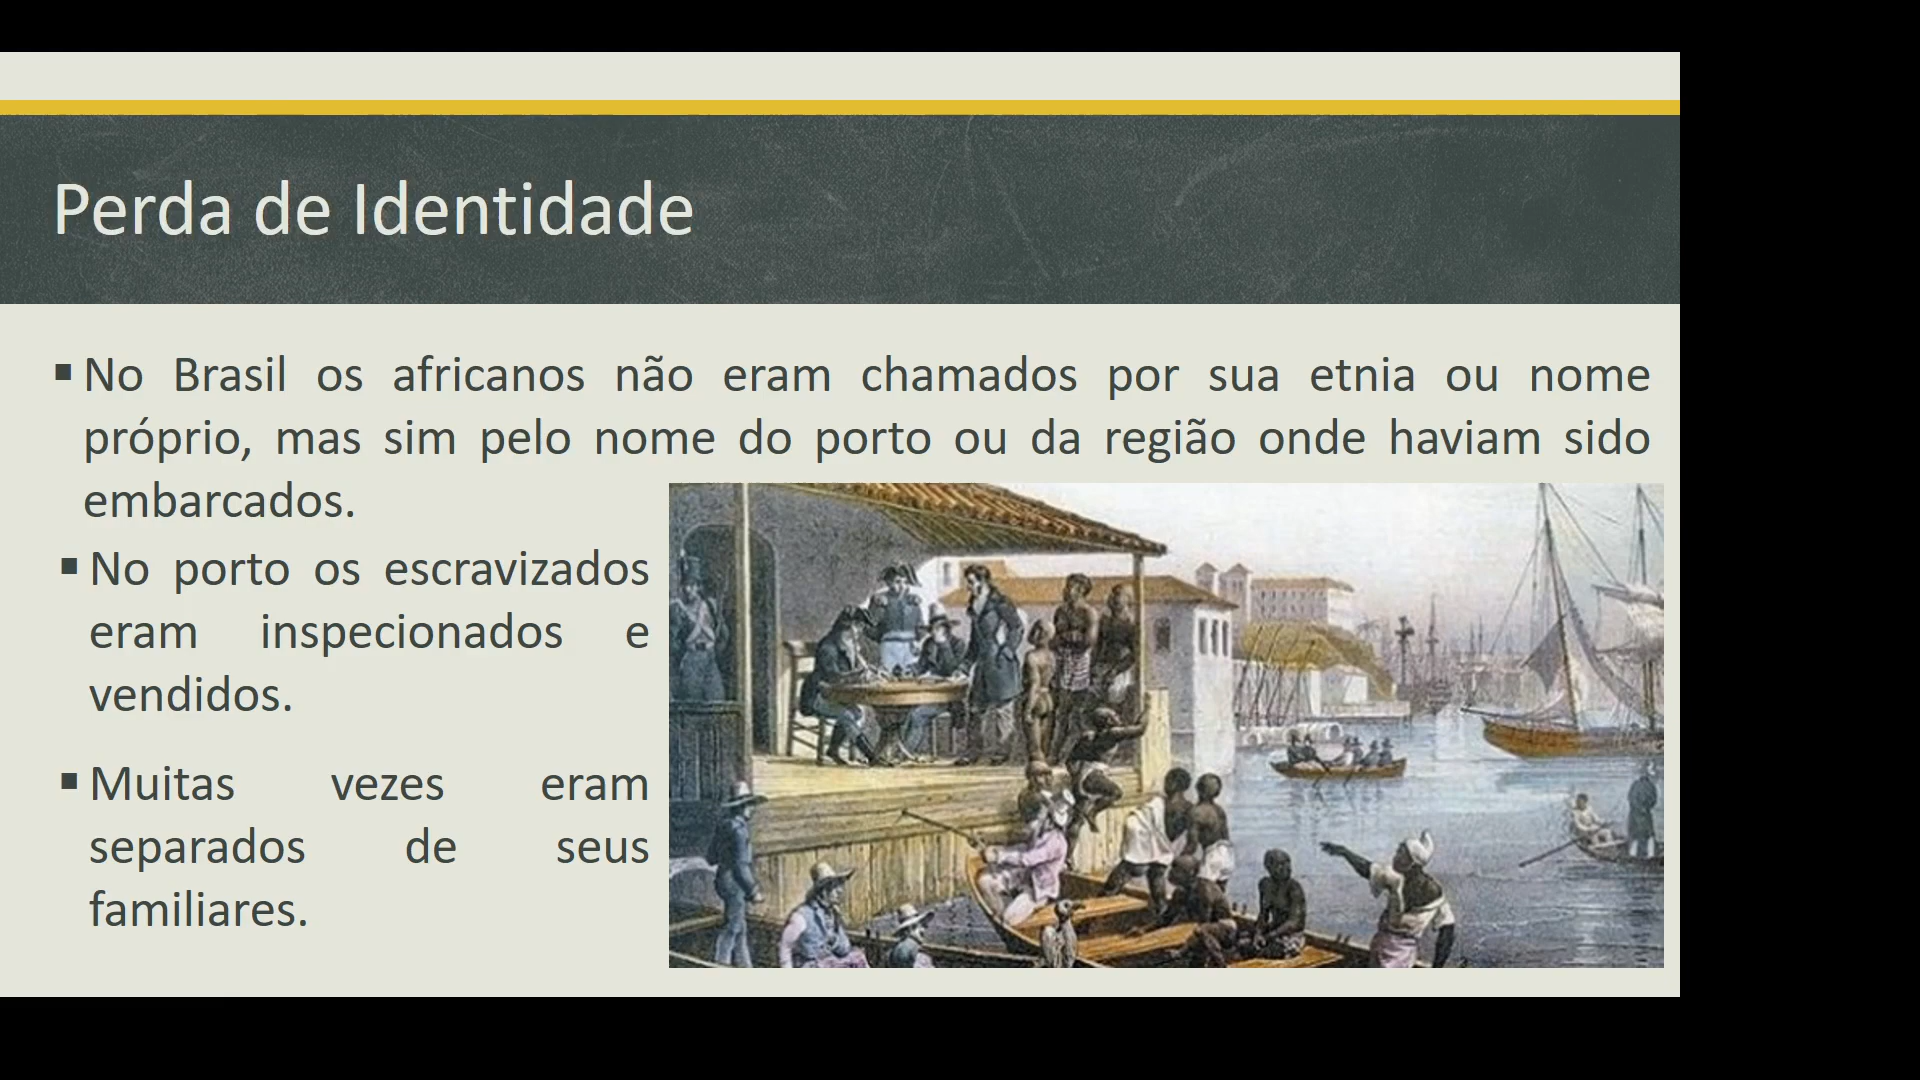 Perda de Identidade
▪ No Brasil os africanos não eram chamados por sua etnia ou nome
próprio, mas sim pelo nome do porto ou da região onde haviam sido
embarcados.
▪ No porto os escravizados
eram inspecionados e
vendidos.
▪ Muitas vezes eram
separados de seus
familiares.